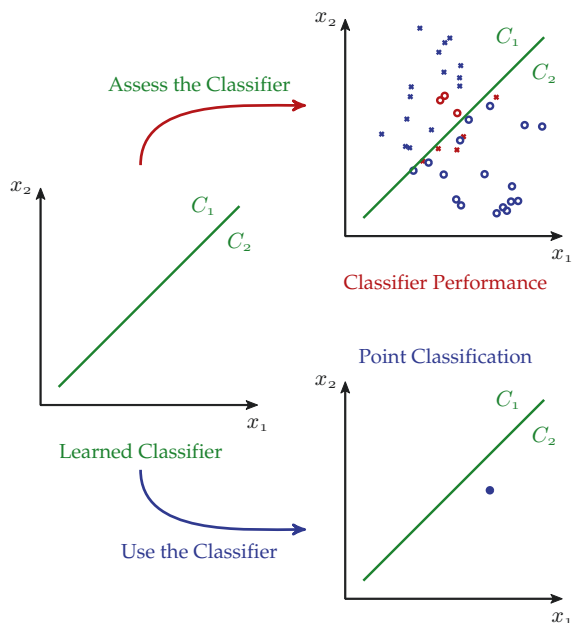 x₂
C₁
Assess the Classifier
C₂
x₂
x₁
C₁
C₂
Classifier Performance
Point Classification
x₂
C₁
x₁
C₂
Learned Classifier
Use the Classifier
x₁